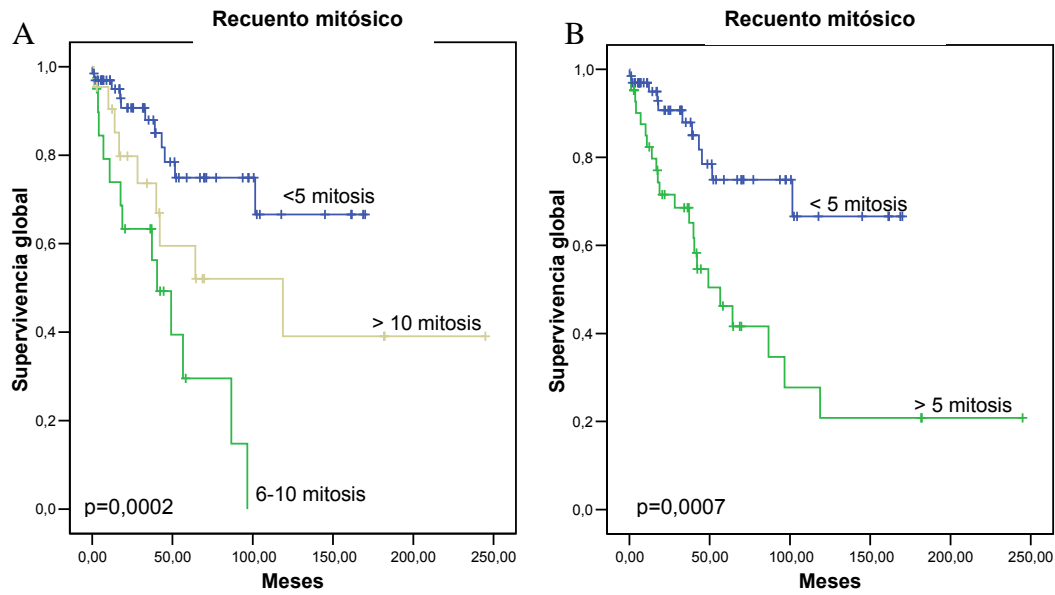 A
Recuento mitósico
Supervivencia global
1,0
0,8
0,6
0,4
0,2
0,0
<5 mitosis
> 10 mitosis
6-10 mitosis
p=0,0002
0,00 50,00 100,00 150,00 200,00 250,00
Meses
B
Recuento mitósico
Supervivencia global
1,0
0,8
0,6
0,4
0,2
0,0
< 5 mitosis
> 5 mitosis
p=0,0007
0,00 50,00 100,00 150,00 200,00 250,00
Meses